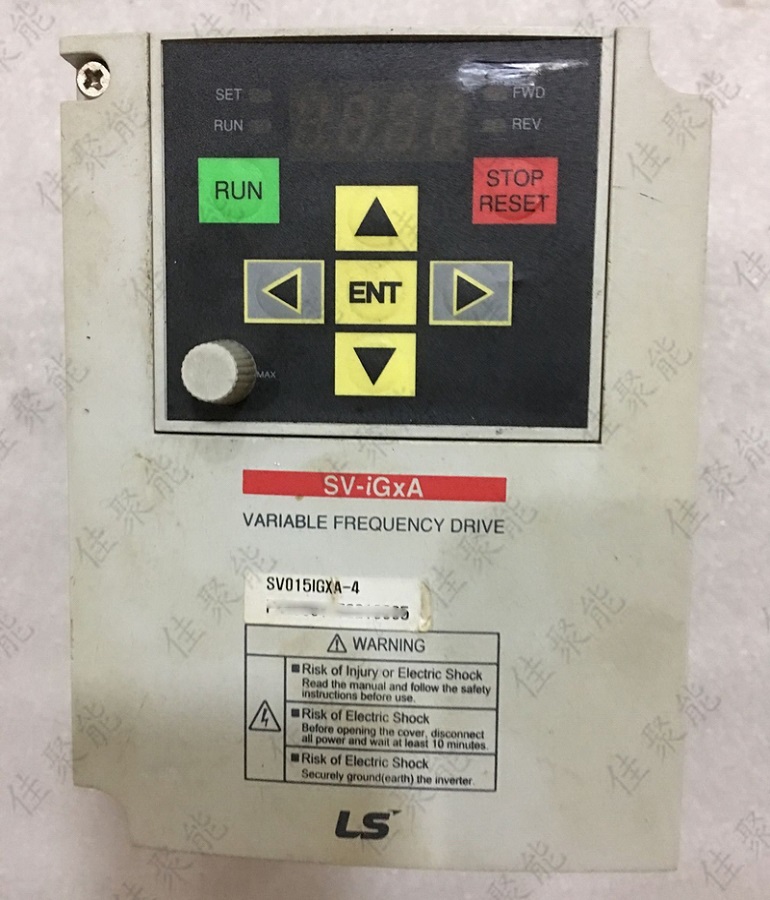 SET
FWD
RUN
REV
RUN
STOP
RESET
ENT
MAX
SV-iGxA
VARIABLE FREQUENCY DRIVE
SV015IGXA-4
WARNING
Risk of Injury or Electric Shock
Read the manual and follow the safety
instructions before use.
Risk of Electric Shock
Before opening the cover, disconnect
all power and wait at least 10 minutes.
Risk of Electric Shock
Securely ground(earth) the inverter.
LS
佳聚能